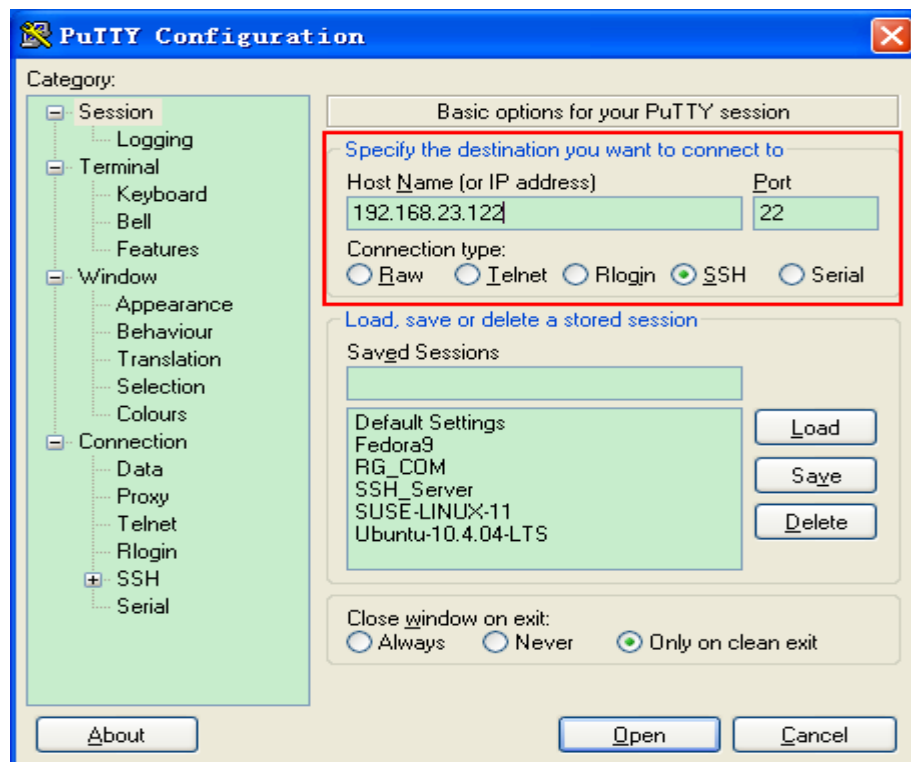 PuTTY Configuration
Category:
Session
Logging
Terminal
Keyboard
Bell
Features
Window
Appearance
Behaviour
Translation
Selection
Colours
Connection
Data
Proxy
Telnet
Rlogin
SSH
Serial
Basic options for your PuTTY session
Specify the destination you want to connect to
Host Name (or IP address) Port
192.168.23.122 22
Connection type:
Raw Telnet Rlogin SSH Serial
Load, save or delete a stored session
Saved Sessions
Default Settings
Fedora9
RG_COM
SSH_Server
SUSE-LINUX-11
Ubuntu-10.4.04-LTS
Load
Save
Delete
Close window on exit:
Always Never Only on clean exit
About Open Cancel